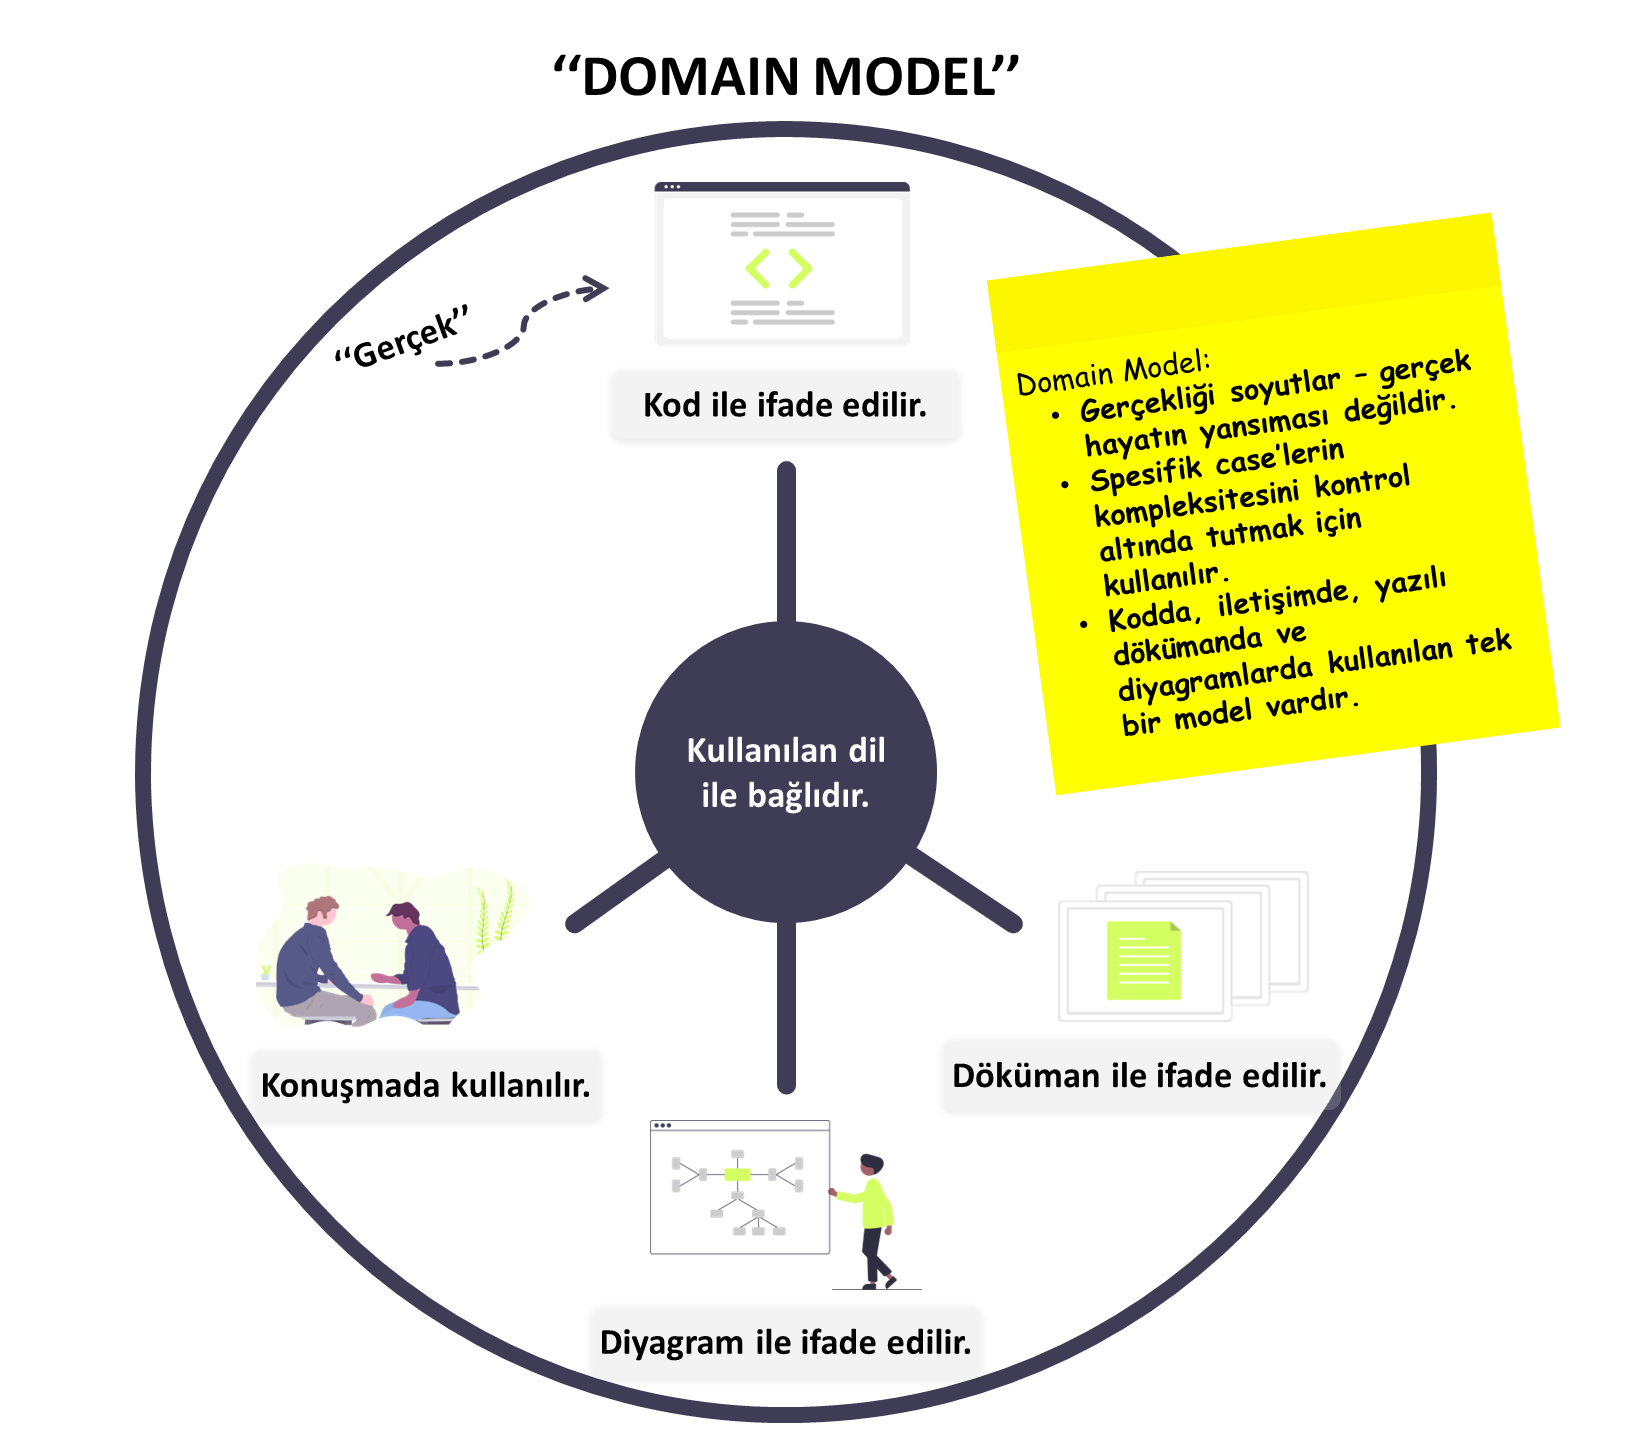 ‘‘DOMAIN MODEL’’
‘‘Gerçek’’
Kod ile ifade edilir.
Domain Model:
• Gerçekliği soyutlar – gerçek
hayatın yansıması değildir.
• Spesifik case'lerin
kompleksitesini kontrol
altında tutmak için
kullanılır.
• Kodda, iletişimde, yazılı
dökümanda ve
diyagramlarda kullanılan tek
bir model vardır.
Kullanılan dil
ile bağlıdır.
Konuşmada kullanılır.
Döküman ile ifade edilir.
Diyagram ile ifade edilir.